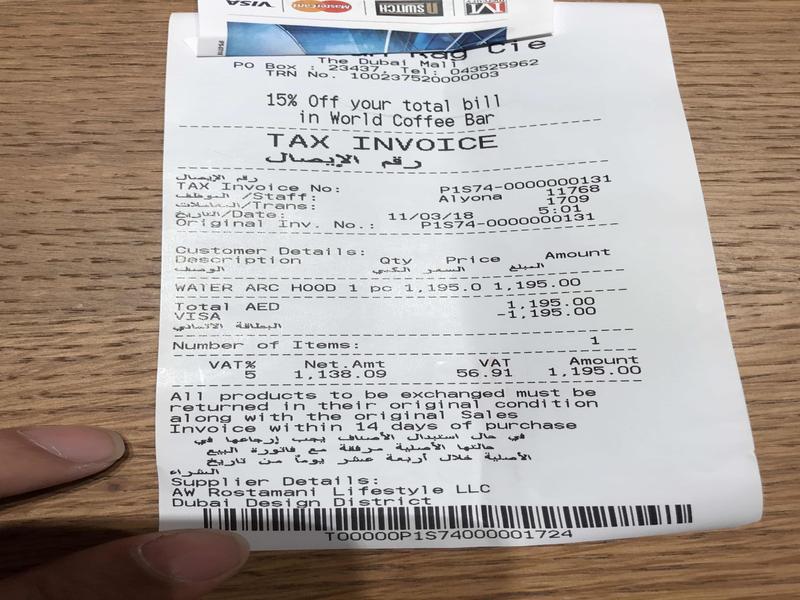 VISA MasterCard SWITCH M
Cie
The Dubai Mall
PO Box : 23437, Tel: 043525962
TRN No. 100237520000003
15% Off your total bill
in World Coffee Bar
TAX INVOICE
رقم الإيصال
رقم الإيصال
TAX Invoice No: P1S74-0000000131
الموظف /Staff: Alyona 11768
المعاملات/Trans: 1709
التاريخ/Date: 11/03/18 5:01
Original Inv. No.: P1S74-0000000131
Customer Details:
Description Qty Price Amount
الوصف السعر الكمي المبلغ
WATER ARC HOOD 1 pc 1,195.0 1,195.00
Total AED 1,195.00
VISA -1,195.00
البطاقة الائتماني
Number of Items: 1
VAT% Net.Amt VAT Amount
5 1,138.09 56.91 1,195.00
All products to be exchanged must be
returned in their original condition
along with the original Sales
Invoice within 14 days of purchase
في حال استبدال الأصناف يجب إرجاعها في
حالتها الأصلية مرفقة مع فاتورة البيع
الأصلية خلال أربعة عشر يوماً من تاريخ
الشراء
Supplier Details:
AW Rostamani Lifestyle LLC
Dubai Design District
T00000P1S74000001724